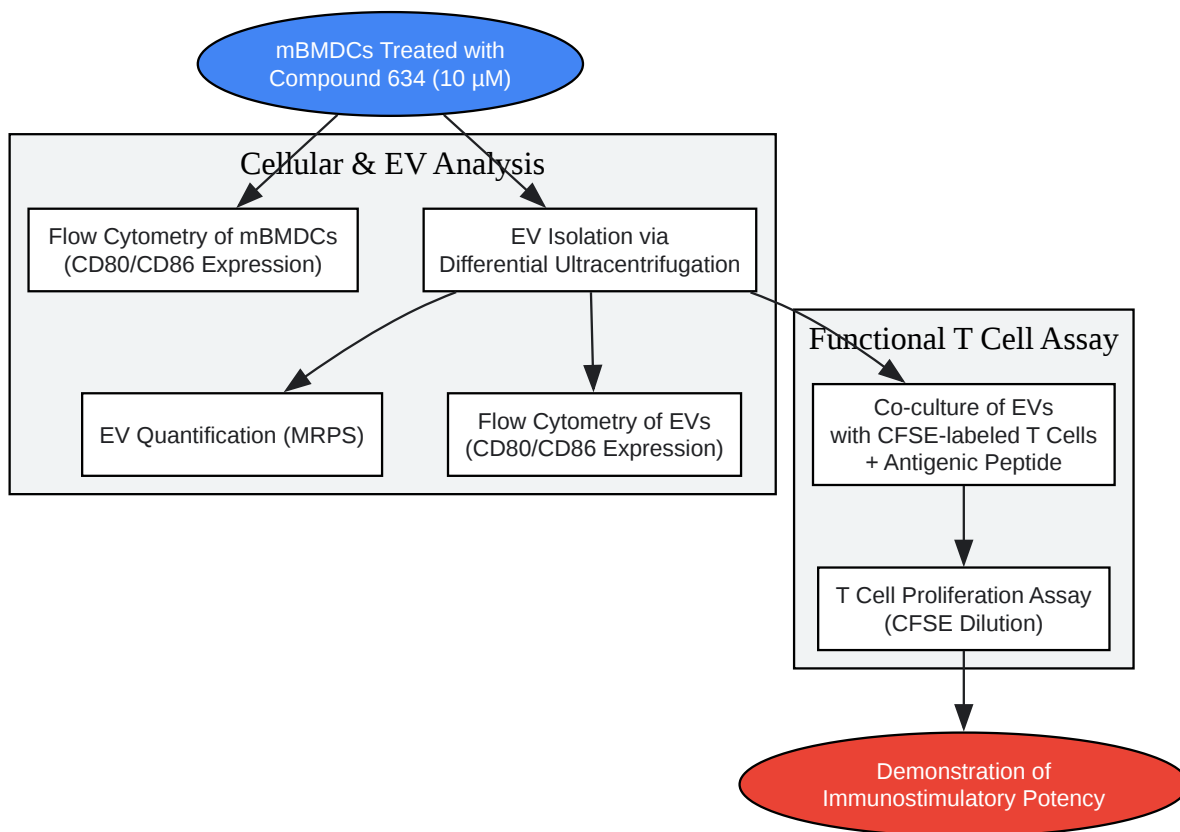 mBMDCs Treated with
Compound 634 (10 µM)
Cellular & EV Analysis
Flow Cytometry of mBMDCs
(CD80/CD86 Expression)
EV Isolation via
Differential Ultracentrifugation
EV Quantification (MRPS)
Flow Cytometry of EVs
(CD80/CD86 Expression)
Functional T Cell Assay
Co-culture of EVs
with CFSE-labeled T Cells
+ Antigenic Peptide
T Cell Proliferation Assay
(CFSE Dilution)
Demonstration of
Immunostimulatory Potency